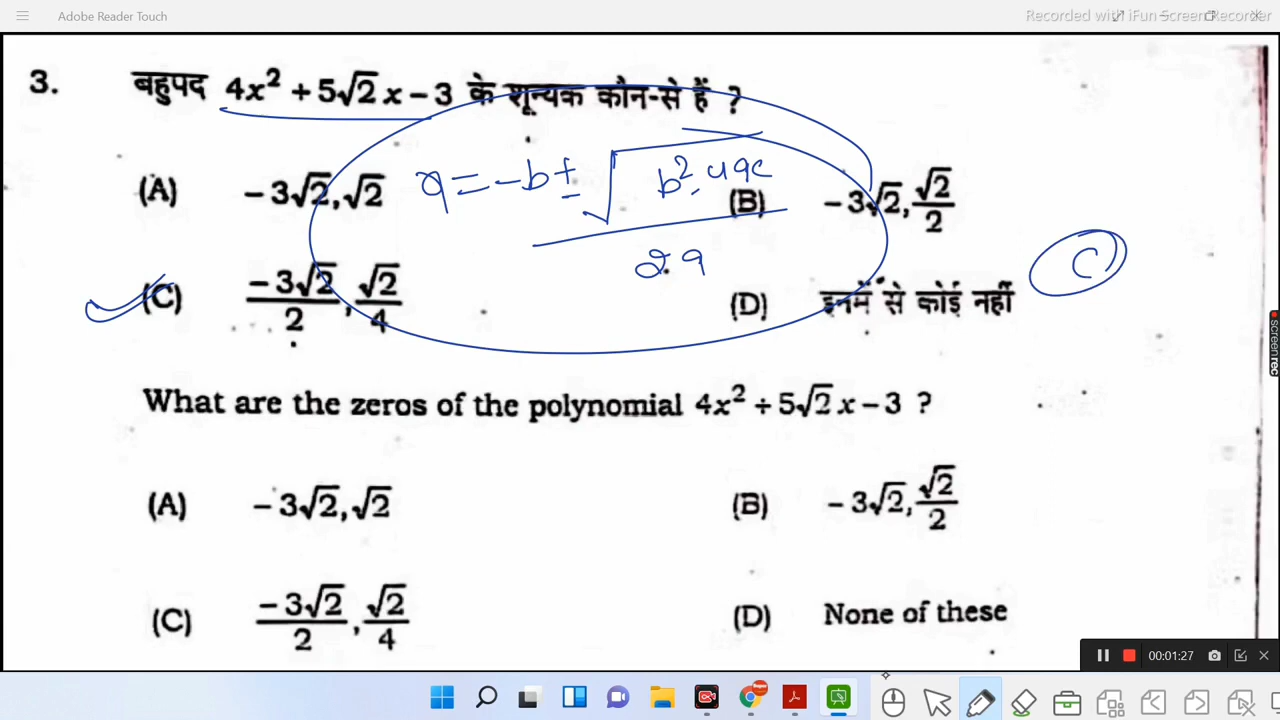 Adobe Reader Touch
Recorded with iFun Screen Recorder
3. बहुपद 4x² + 5√2 x − 3 के शून्यक कौन-से हैं ?
x = -b ± √(b² - 4ac) / 2.a
(A) −3√2, √2
(B) −3√2, √2/2
(C) −3√2/2, √2/4
(D) इनमें से कोई नहीं
C
What are the zeros of the polynomial 4x² + 5√2 x − 3 ?
(A) −3√2, √2
(B) −3√2, √2/2
(C) −3√2/2, √2/4
(D) None of these
00:01:27
screenrec